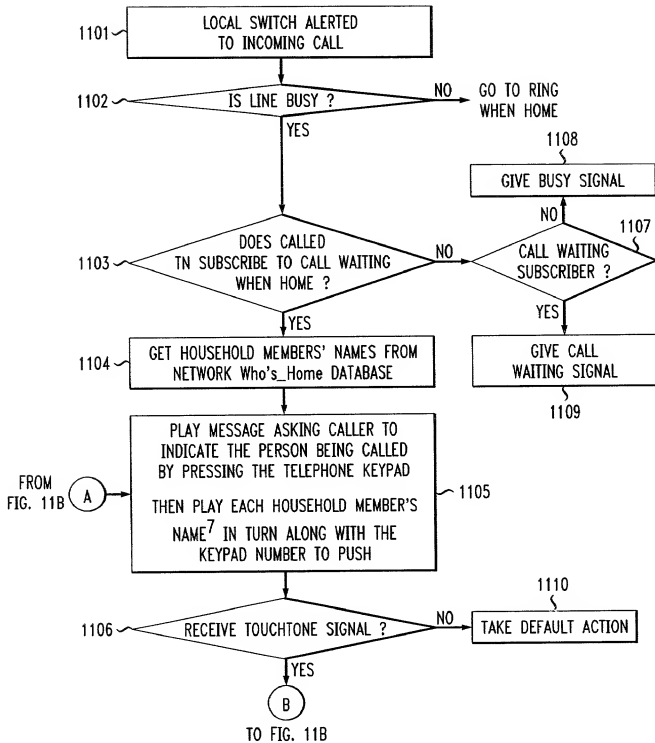 1101
LOCAL SWITCH ALERTED
TO INCOMING CALL
1102
IS LINE BUSY ?
NO
GO TO RING
WHEN HOME
YES
1108
GIVE BUSY SIGNAL
NO
1107
1103
DOES CALLED
TN SUBSCRIBE TO CALL WAITING
WHEN HOME ?
NO
CALL WAITING
SUBSCRIBER ?
YES
YES
1104
GET HOUSEHOLD MEMBERS' NAMES FROM
NETWORK Who's_Home DATABASE
GIVE CALL
WAITING SIGNAL
1109
PLAY MESSAGE ASKING CALLER TO
INDICATE THE PERSON BEING CALLED
BY PRESSING THE TELEPHONE KEYPAD
THEN PLAY EACH HOUSEHOLD MEMBER'S
NAME7 IN TURN ALONG WITH THE
KEYPAD NUMBER TO PUSH
1105
FROM
FIG. 11B
A
1106
RECEIVE TOUCHTONE SIGNAL ?
NO
1110
TAKE DEFAULT ACTION
YES
B
TO FIG. 11B